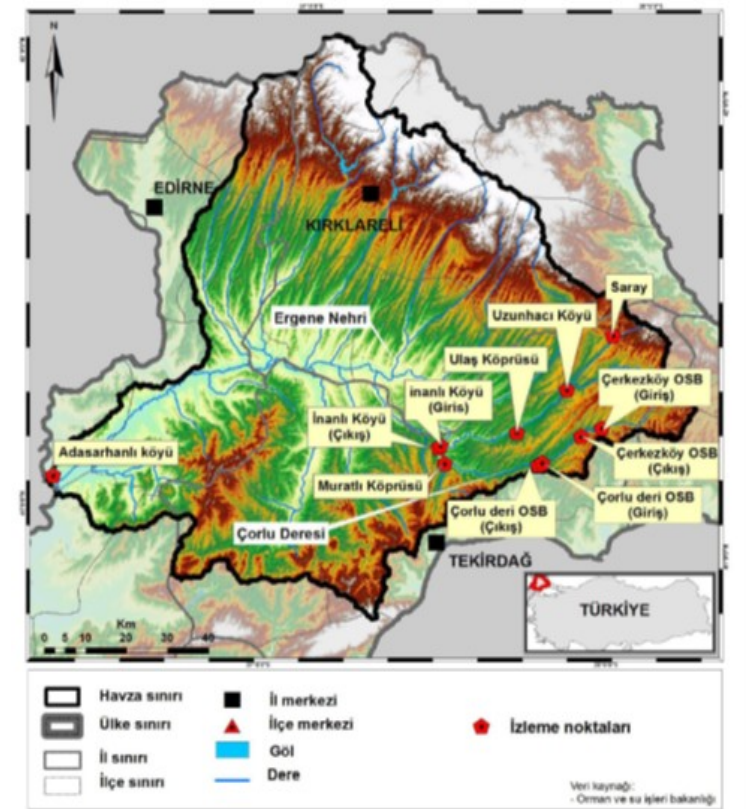 N
EDİRNE
KIRKLARELİ
Saray
Uzunhacı Köyü
Ergene Nehri
Ulaş Köprüsü
Çerkezköy OSB
(Giriş)
inanlı Köyü
(Giris)
İnanlı Köyü
(Çıkış)
Adasarhanlı köyü
Çerkezköy OSB
(Çıkış)
Muratlı Köprüsü
Çorlu deri OSB
(Giriş)
Çorlu deri OSB
(Çıkış)
Çorlu Deresi
TEKİRDAĞ
TÜRKİYE
Km
0 5 10 20 30 40
Havza sınırı
Ülke sınırı
İl sınırı
İlçe sınırı
İl merkezi
İlçe merkezi
Göl
Dere
İzleme noktaları
Veri kaynağı:
- Orman ve su işleri bakanlığı